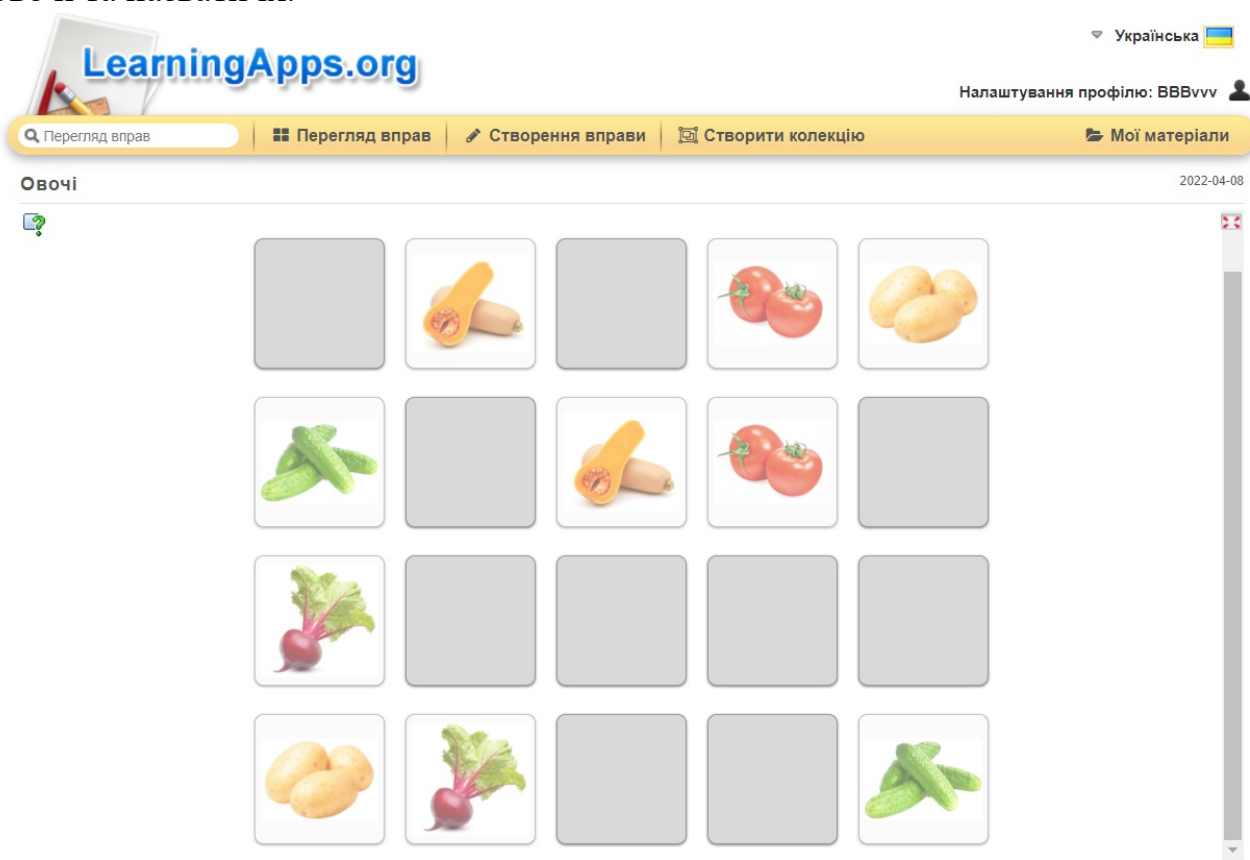 LearningApps.org
Українська
Налаштування профілю: BBBvvv
Перегляд вправ
Перегляд вправ
Створення вправи
Створити колекцію
Мої матеріали
Овочі
2022-04-08